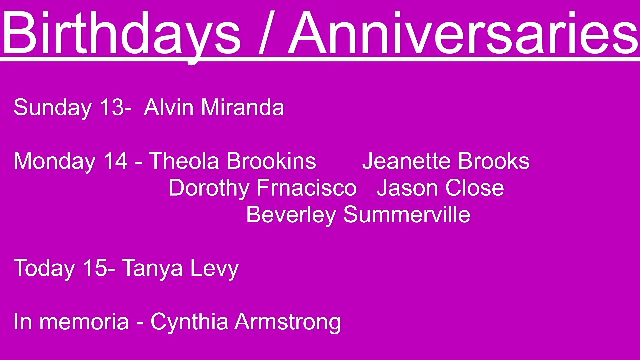 Birthdays / Anniversaries
Sunday 13- Alvin Miranda
Monday 14 - Theola Brookins Jeanette Brooks
Dorothy Frnacisco Jason Close
Beverley Summerville
Today 15- Tanya Levy
In memoria - Cynthia Armstrong